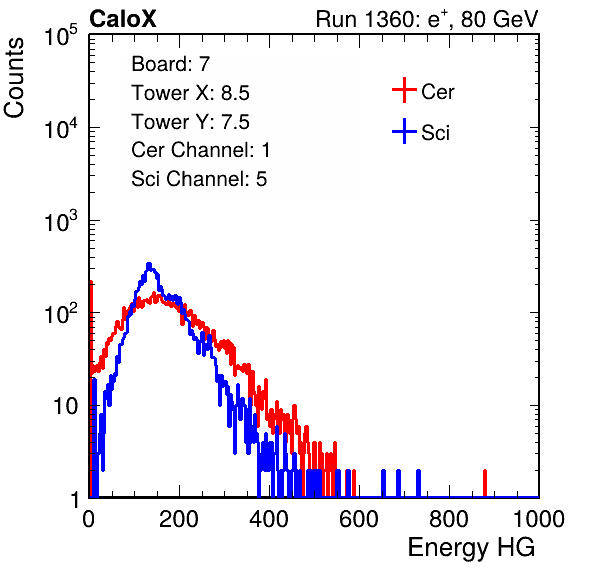 CaloX Run 1360: e⁺, 80 GeV
Counts
Board: 7
Tower X: 8.5
Tower Y: 7.5
Cer Channel: 1
Sci Channel: 5
Cer
Sci
10⁵
10⁴
10³
10²
10
1
0 200 400 600 800 1000
Energy HG